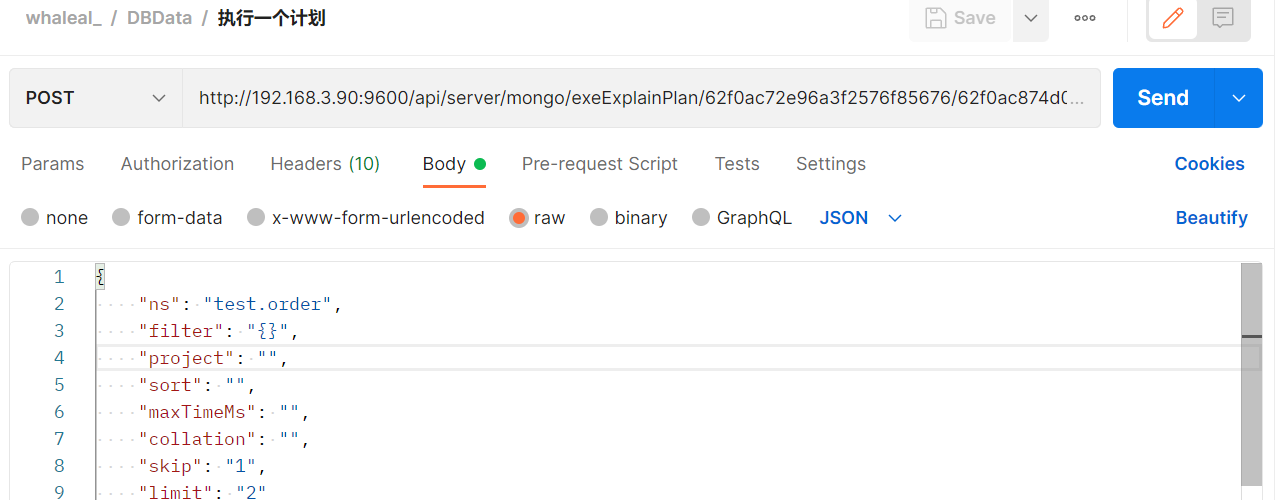 whaleal_ / DBData / 执行一个计划
Save
POST http://192.168.3.90:9600/api/server/mongo/exeExplainPlan/62f0ac72e96a3f2576f85676/62f0ac874d0... Send
Params Authorization Headers (10) Body Pre-request Script Tests Settings Cookies
none form-data x-www-form-urlencoded raw binary GraphQL JSON Beautify
1 {
2 "ns": "test.order",
3 "filter": "{}",
4 "project": "",
5 "sort": "",
6 "maxTimeMs": "",
7 "collation": "",
8 "skip": "1",
9 "limit": "2"